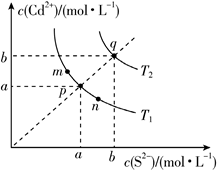 c(Cd²⁺)/(mol·L⁻¹)
b
q
m
T₂
a
p
n
T₁
a
b
c(S²⁻)/(mol·L⁻¹)